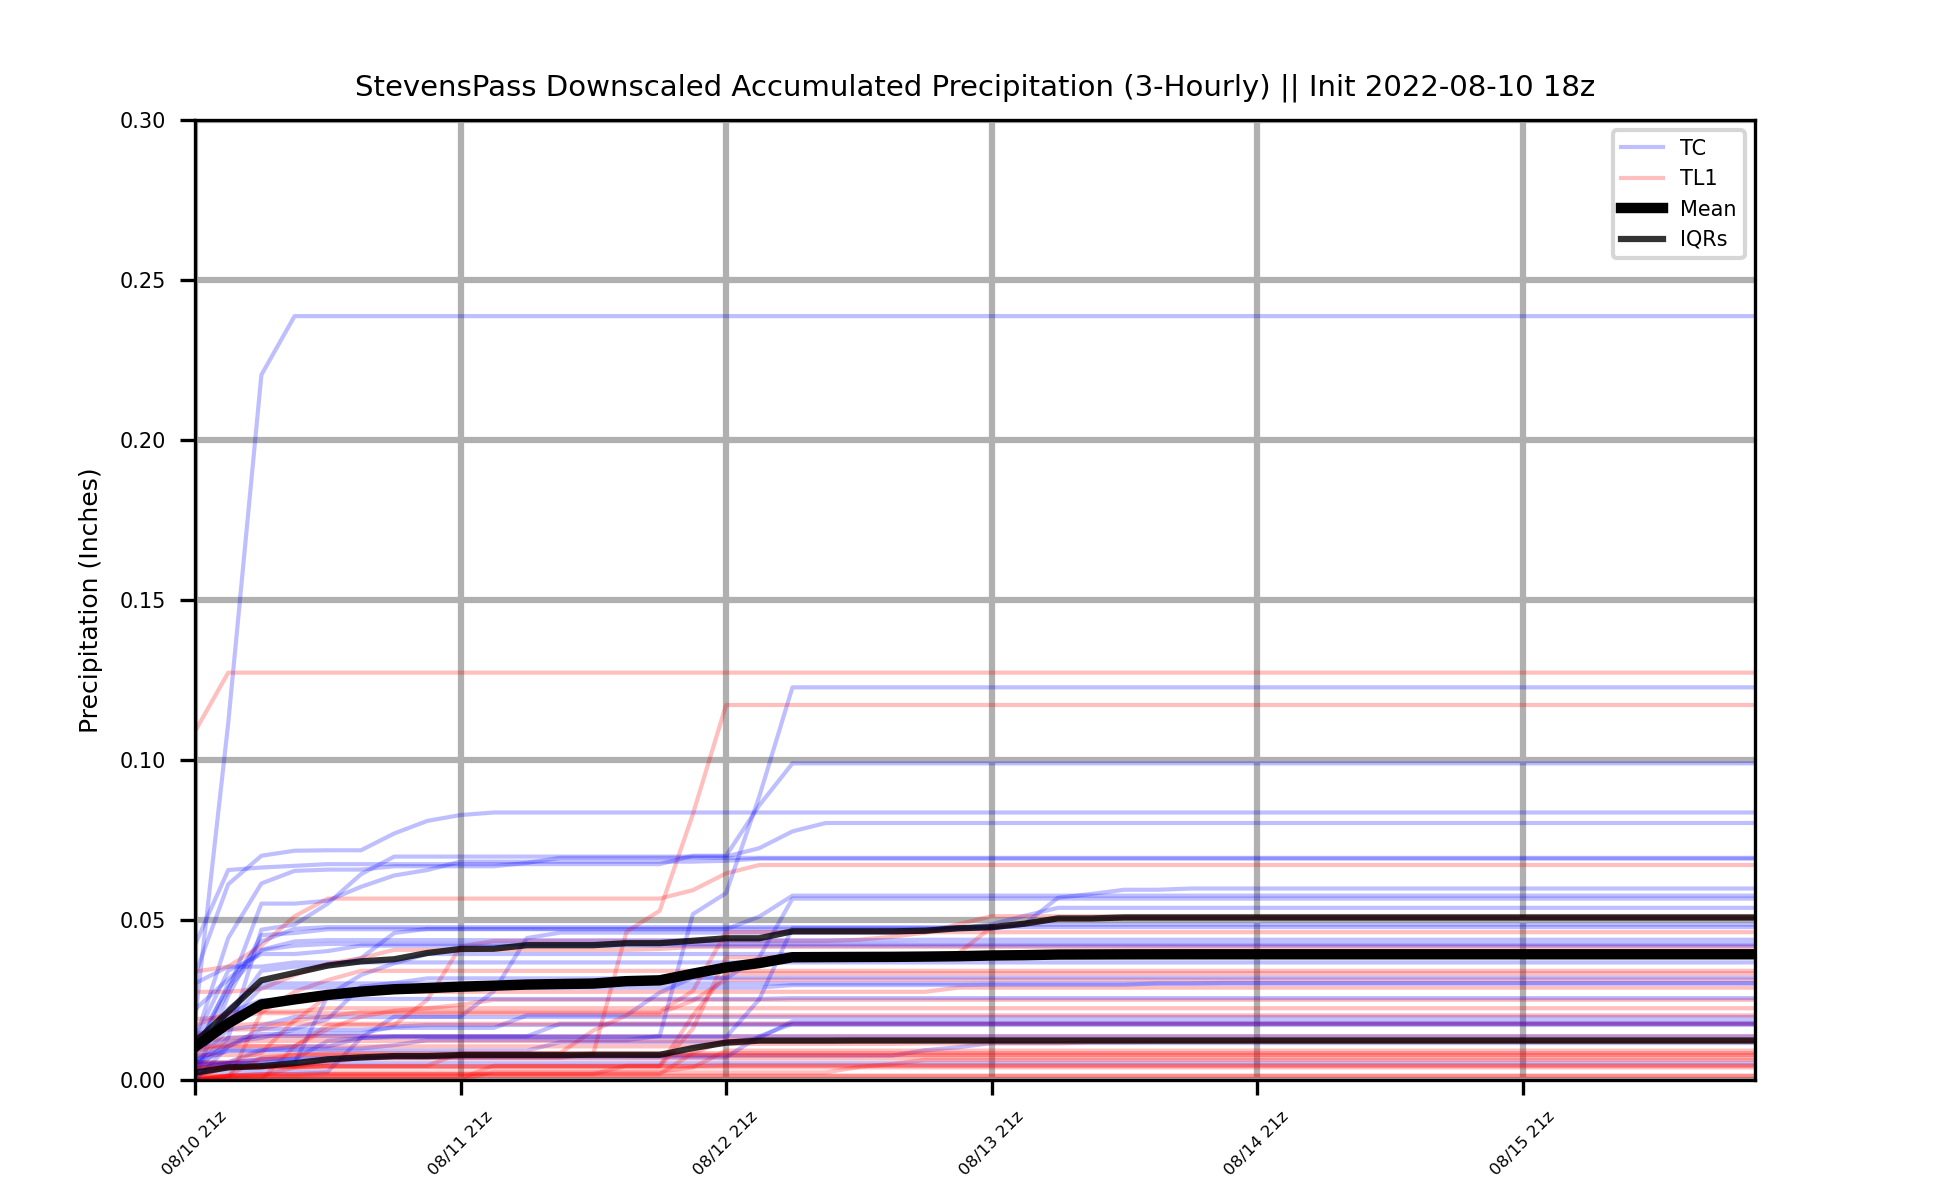 StevensPass Downscaled Accumulated Precipitation (3-Hourly) || Init 2022-08-10 18z
Precipitation (Inches)
0.30
0.25
0.20
0.15
0.10
0.05
0.00
TC
TL1
Mean
IQRs
08/10 21z
08/11 21z
08/12 21z
08/13 21z
08/14 21z
08/15 21z